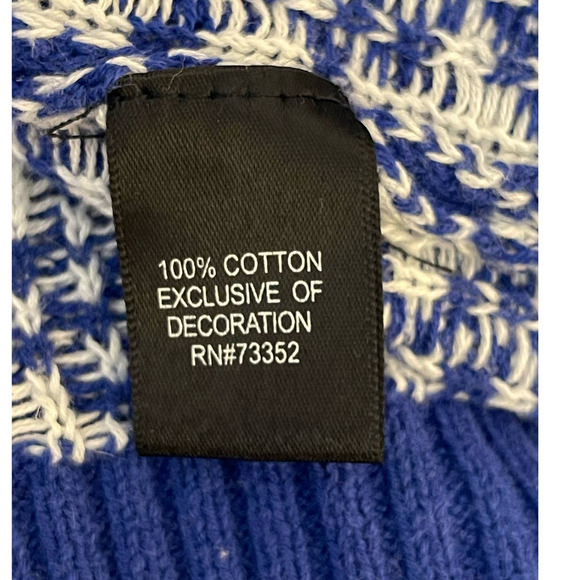 100% COTTON
EXCLUSIVE OF
DECORATION
RN#73352